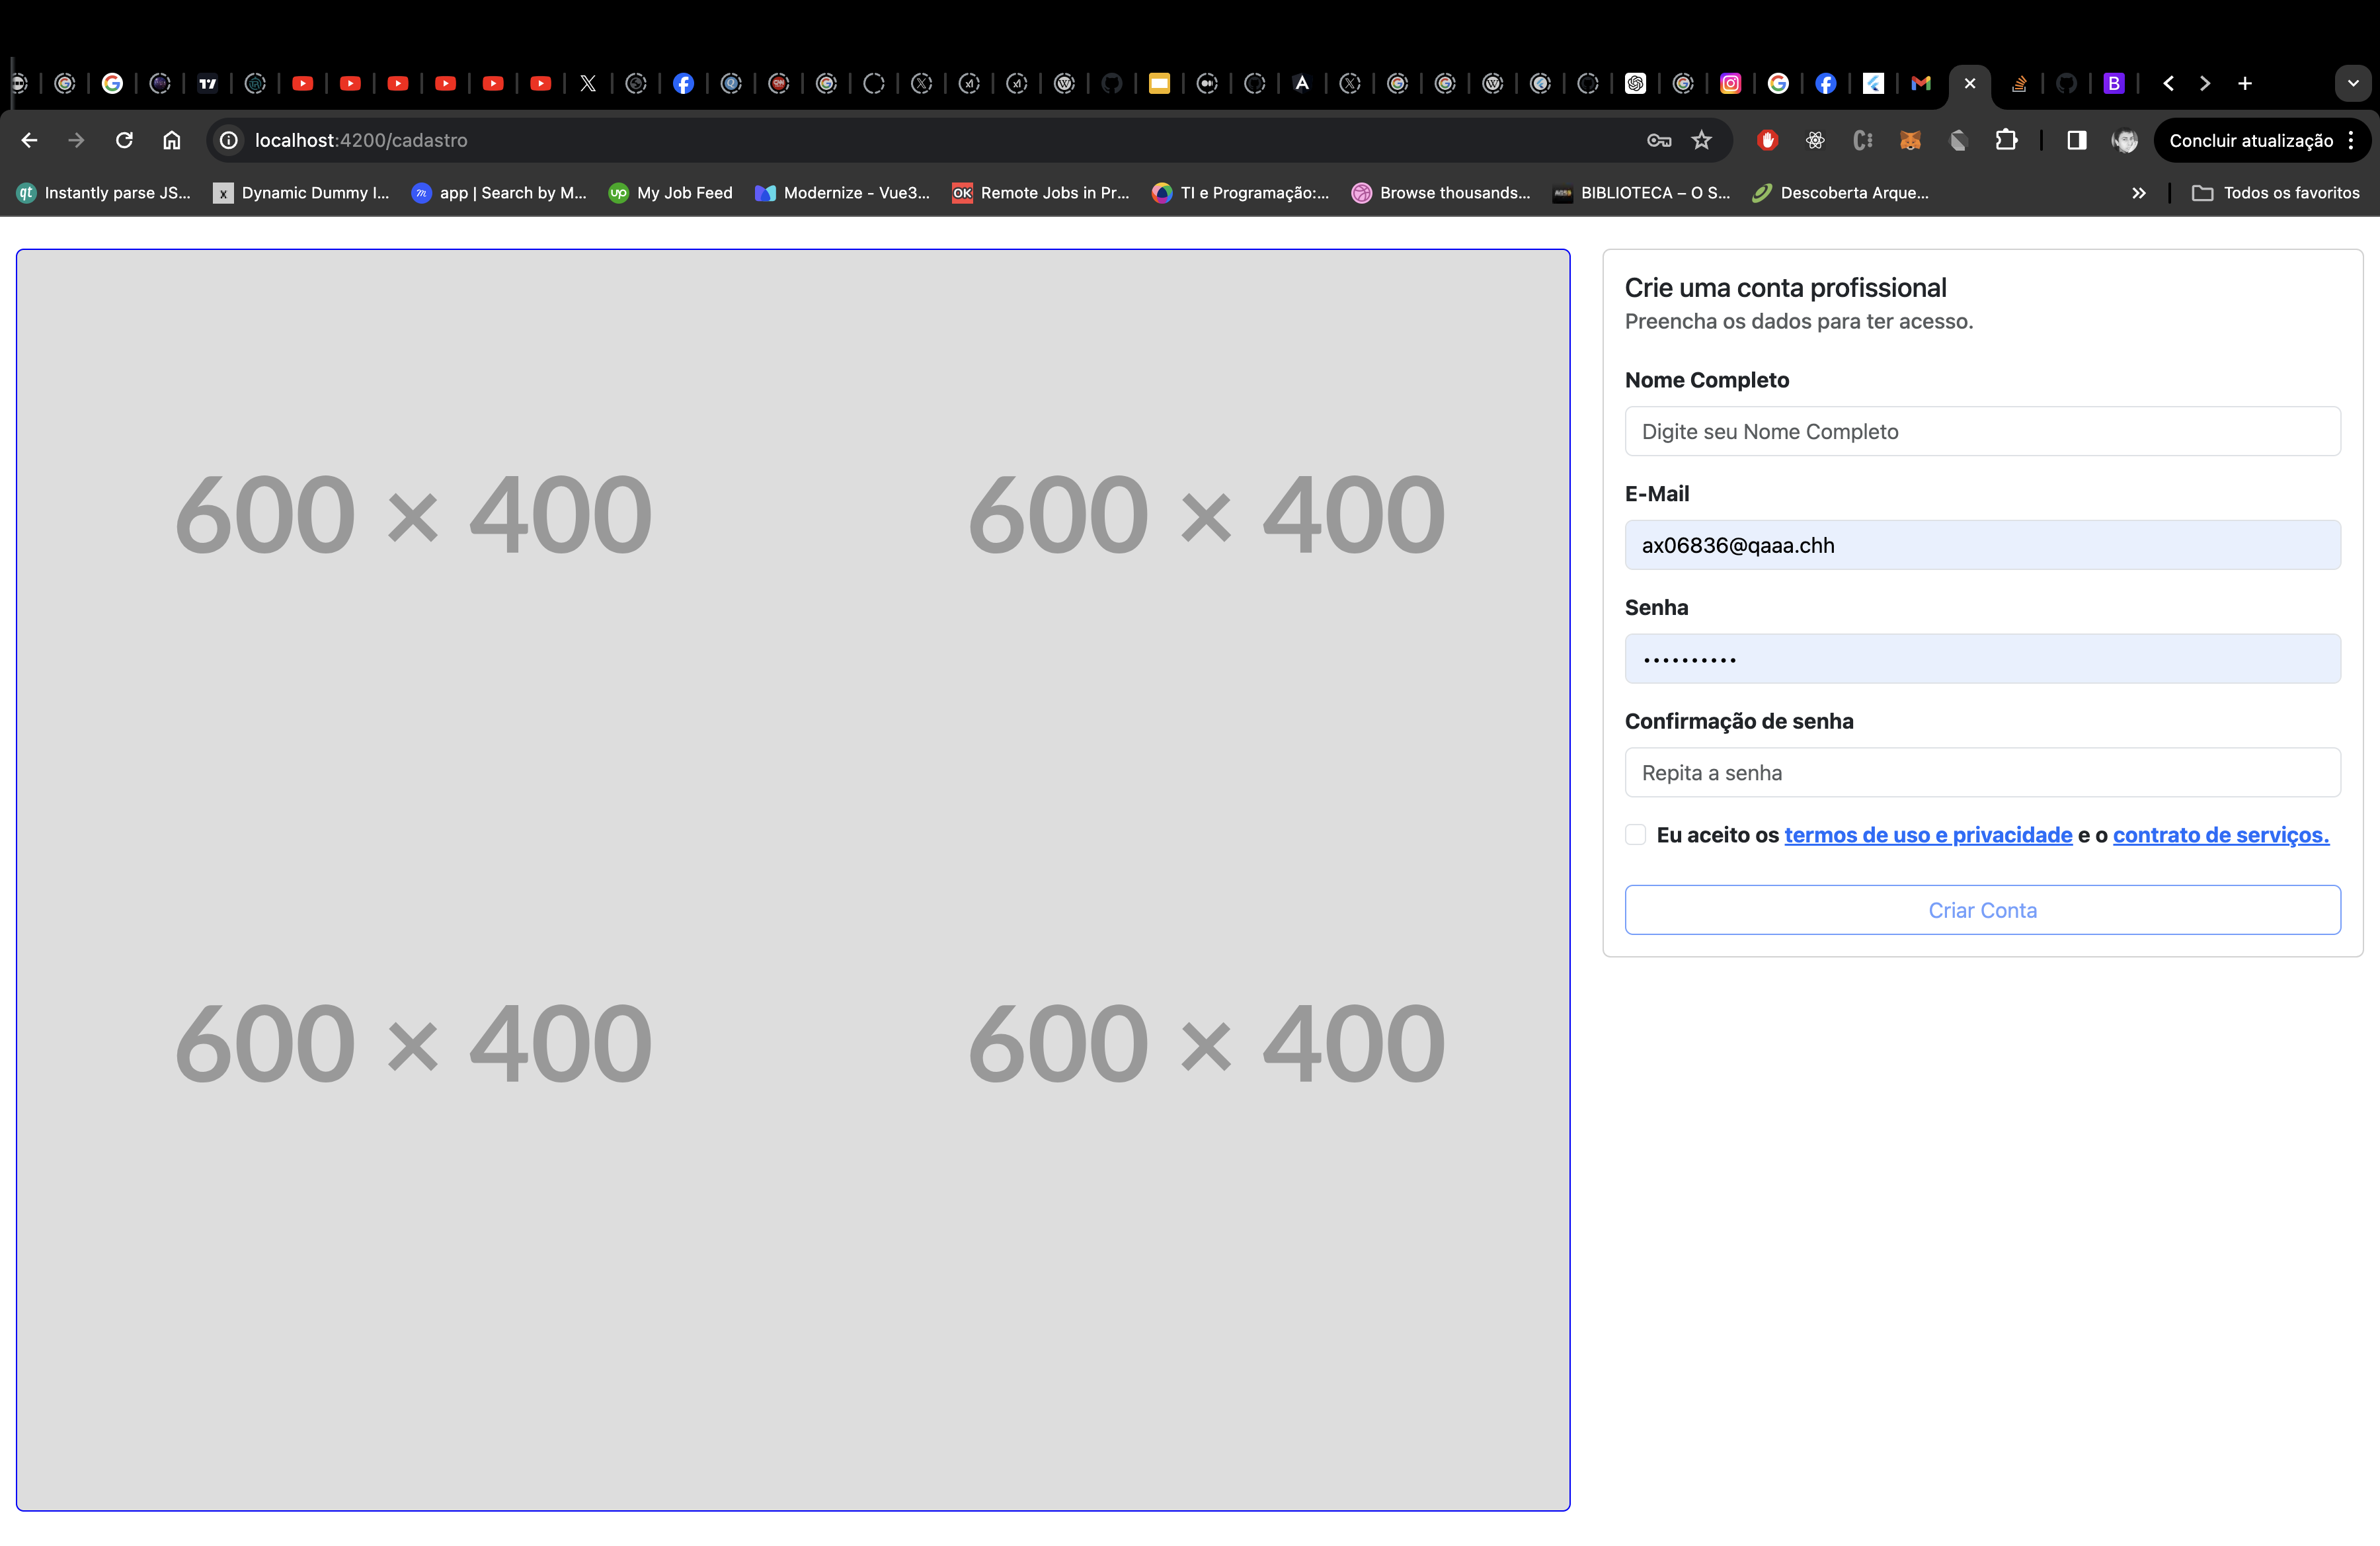 localhost:4200/cadastro
Concluir atualização
Instantly parse JS...
Dynamic Dummy I...
app | Search by M...
My Job Feed
Modernize - Vue3...
Remote Jobs in Pr...
TI e Programação:...
Browse thousands...
BIBLIOTECA – O S...
Descoberta Arque...
Todos os favoritos
600 × 400
600 × 400
600 × 400
600 × 400
Crie uma conta profissional
Preencha os dados para ter acesso.
Nome Completo
Digite seu Nome Completo
E-Mail
ax06836@qaaa.chh
Senha
Confirmação de senha
Repita a senha
Eu aceito os termos de uso e privacidade e o contrato de serviços.
Criar Conta